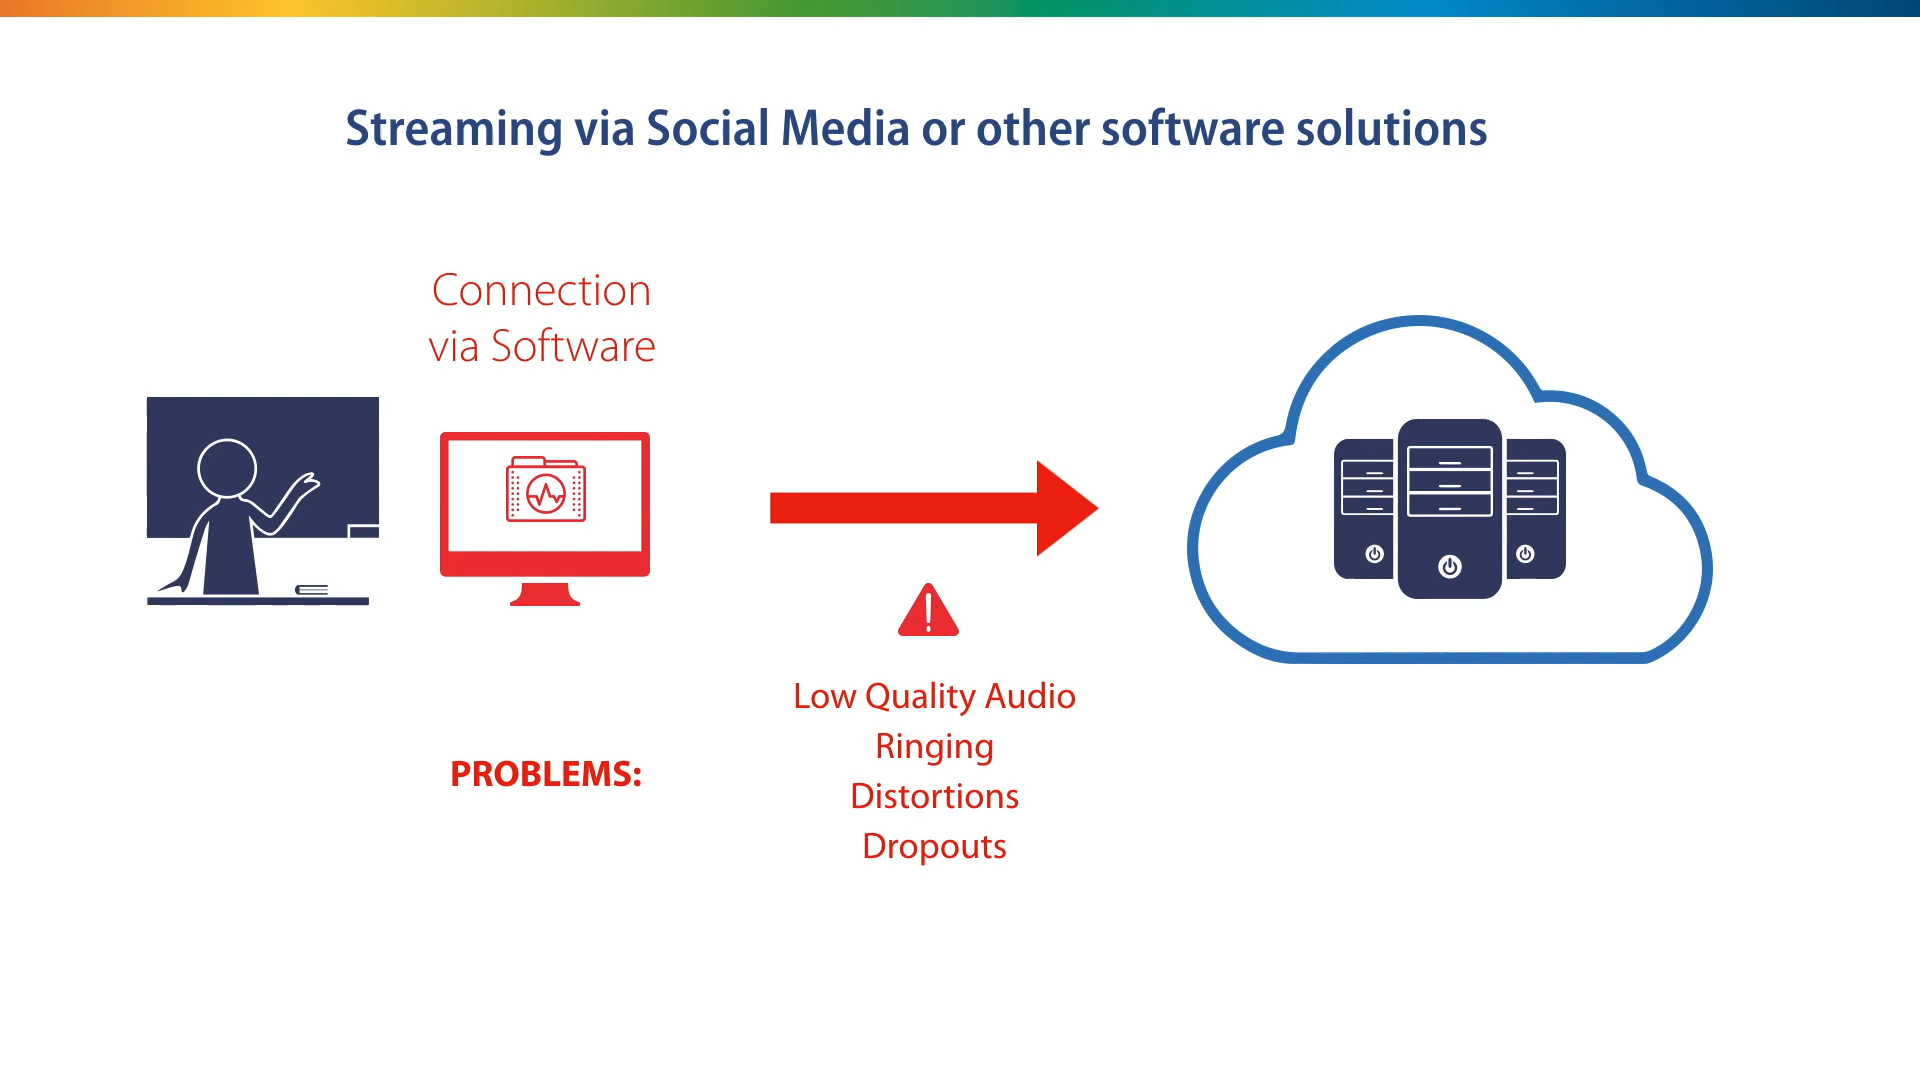 Streaming via Social Media or other software solutions
Connection
via Software
PROBLEMS:
Low Quality Audio
Ringing
Distortions
Dropouts